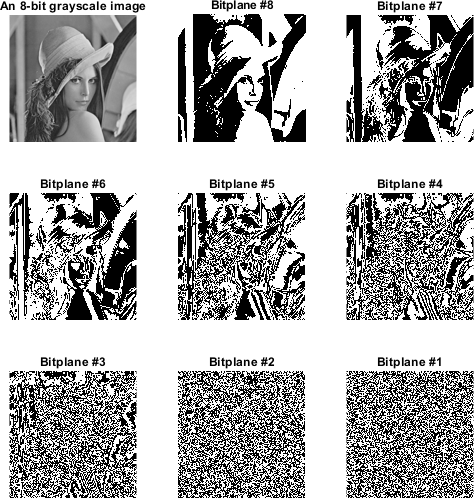 An 8-bit grayscale image
Bitplane #8
Bitplane #7
Bitplane #6
Bitplane #5
Bitplane #4
Bitplane #3
Bitplane #2
Bitplane #1